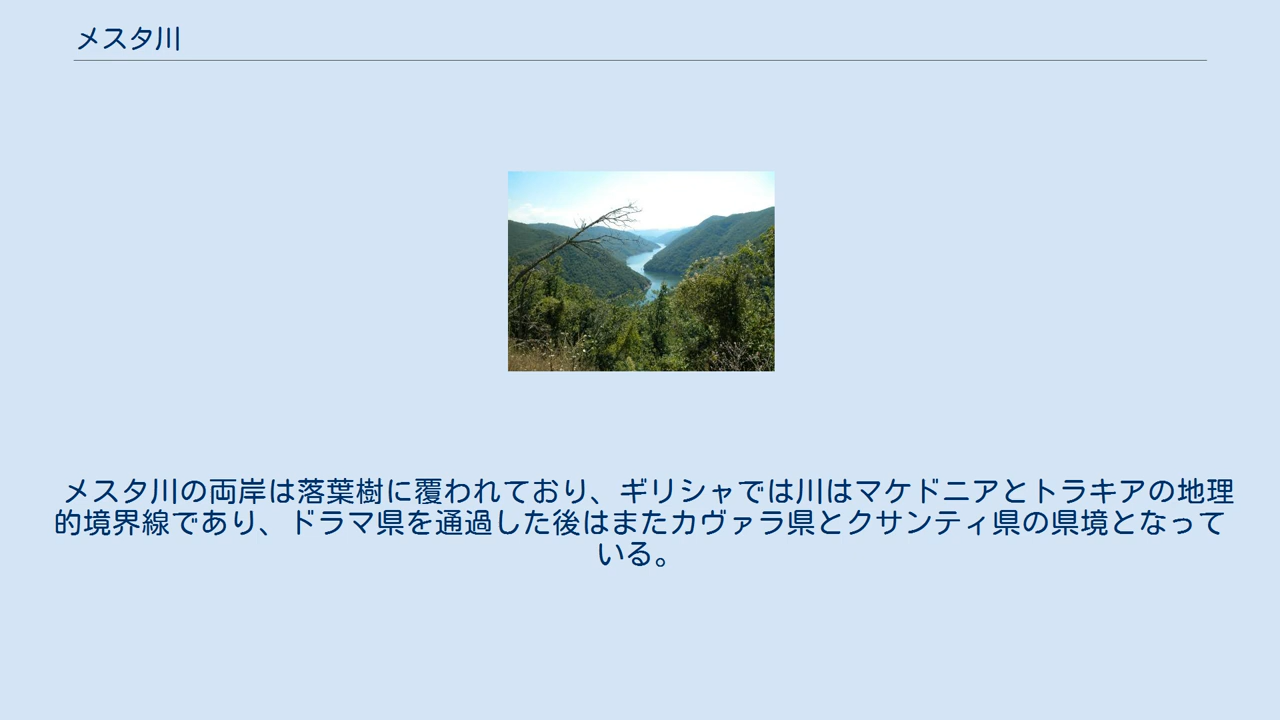 メスタ川
メスタ川の両岸は落葉樹に覆われており、ギリシャでは川はマケドニアとトラキアの地理
的境界線であり、ドラマ県を通過した後はまたカヴァラ県とクサンティ県の県境となって
いる。